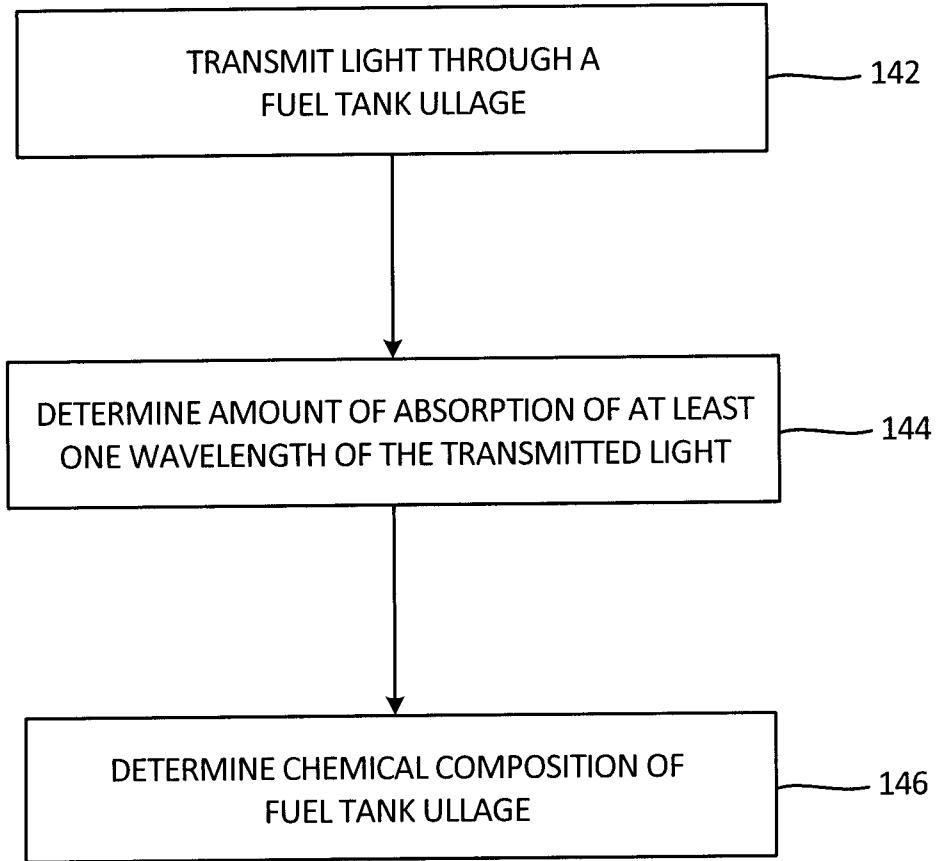 TRANSMIT LIGHT THROUGH A
FUEL TANK ULLAGE
142
DETERMINE AMOUNT OF ABSORPTION OF AT LEAST
ONE WAVELENGTH OF THE TRANSMITTED LIGHT
144
DETERMINE CHEMICAL COMPOSITION OF
FUEL TANK ULLAGE
146